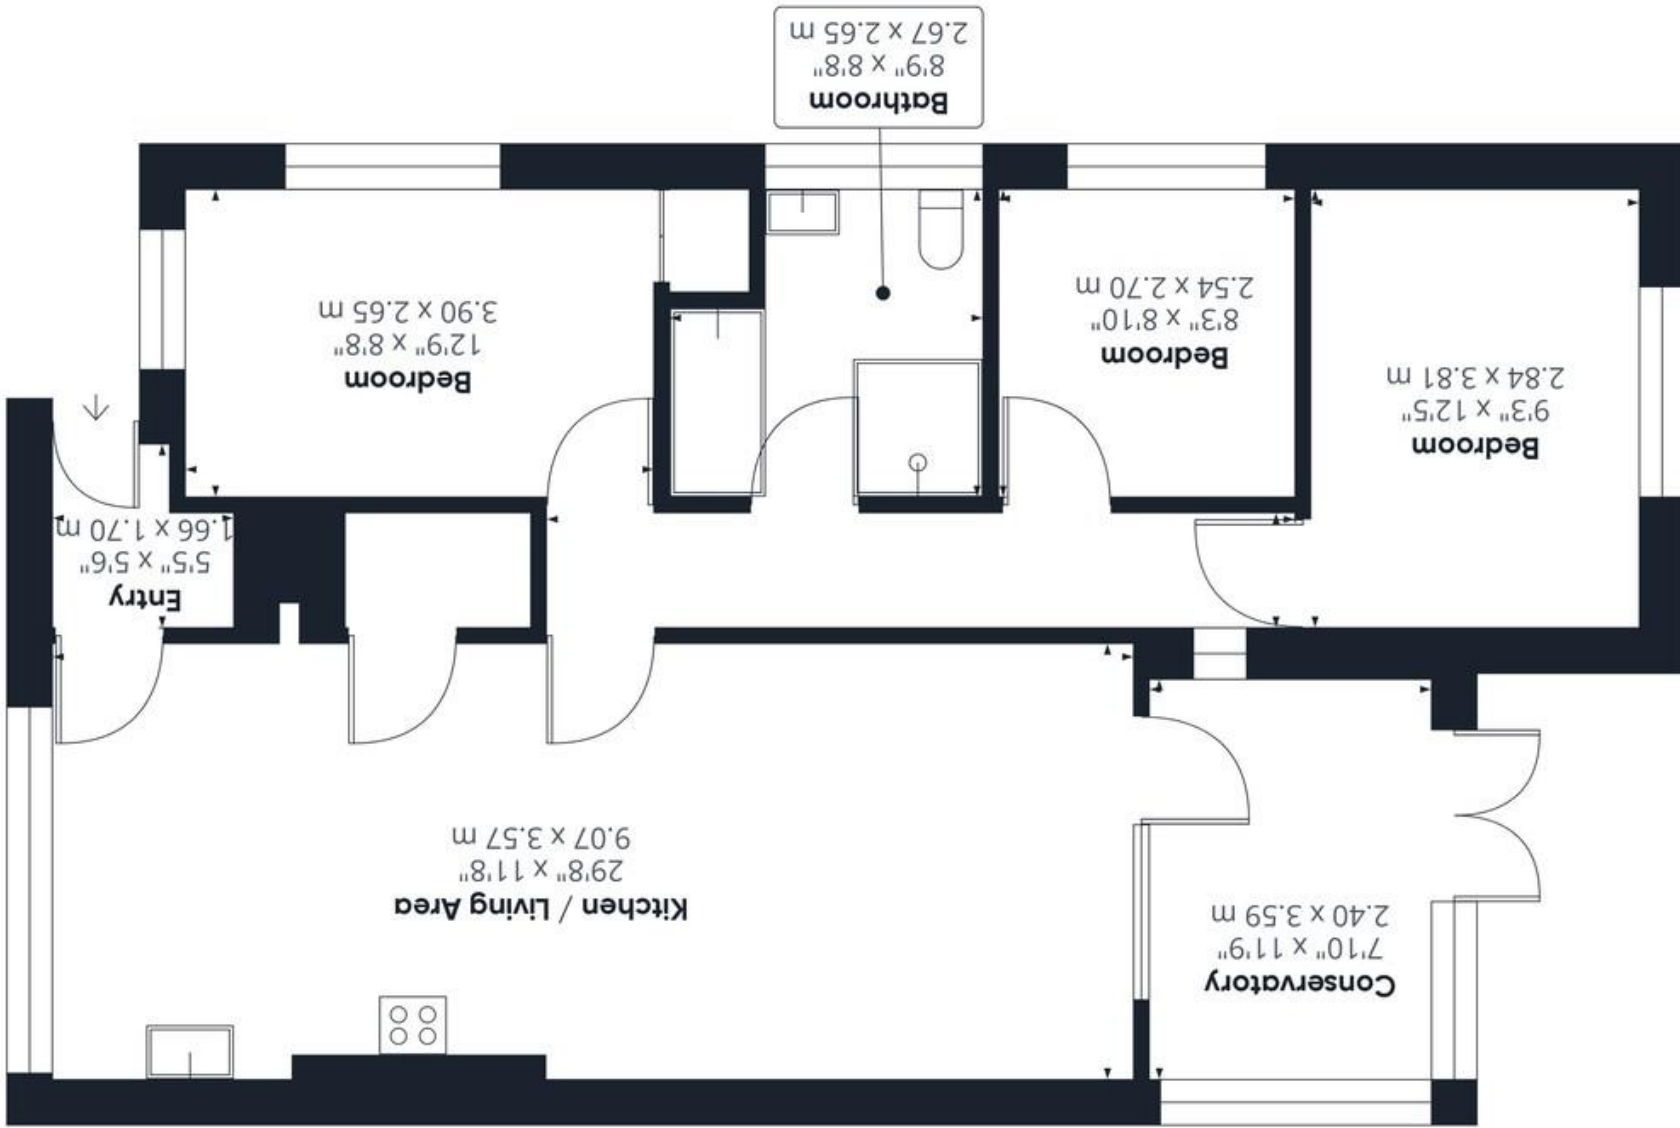 Conservatory
7'10" x 11'9"
2.40 x 3.59 m
Kitchen / Living Area
29'8" x 11'8"
9.07 x 3.57 m
Entry
5'5" x 5'6"
1.66 x 1.70 m
Bedroom
9'3" x 12'5"
2.84 x 3.81 m
Bedroom
8'3" x 8'10"
2.54 x 2.70 m
Bedroom
12'9" x 8'8"
3.90 x 2.65 m
Bathroom
8'9" x 8'8"
2.67 x 2.65 m